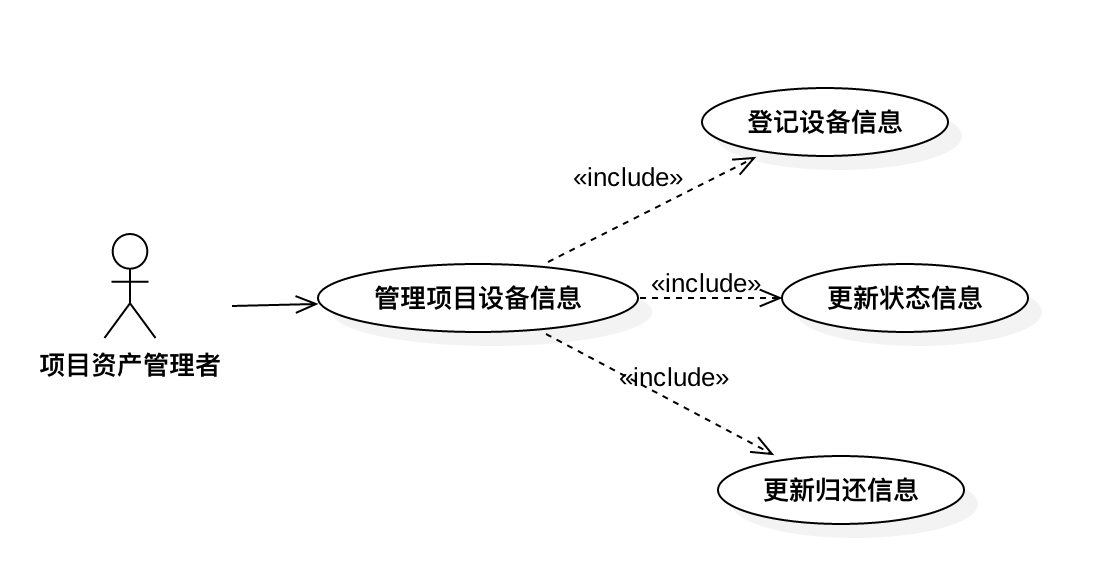 登记设备信息
«include»
管理项目设备信息
«include»
更新状态信息
项目资产管理者
«include»
更新归还信息